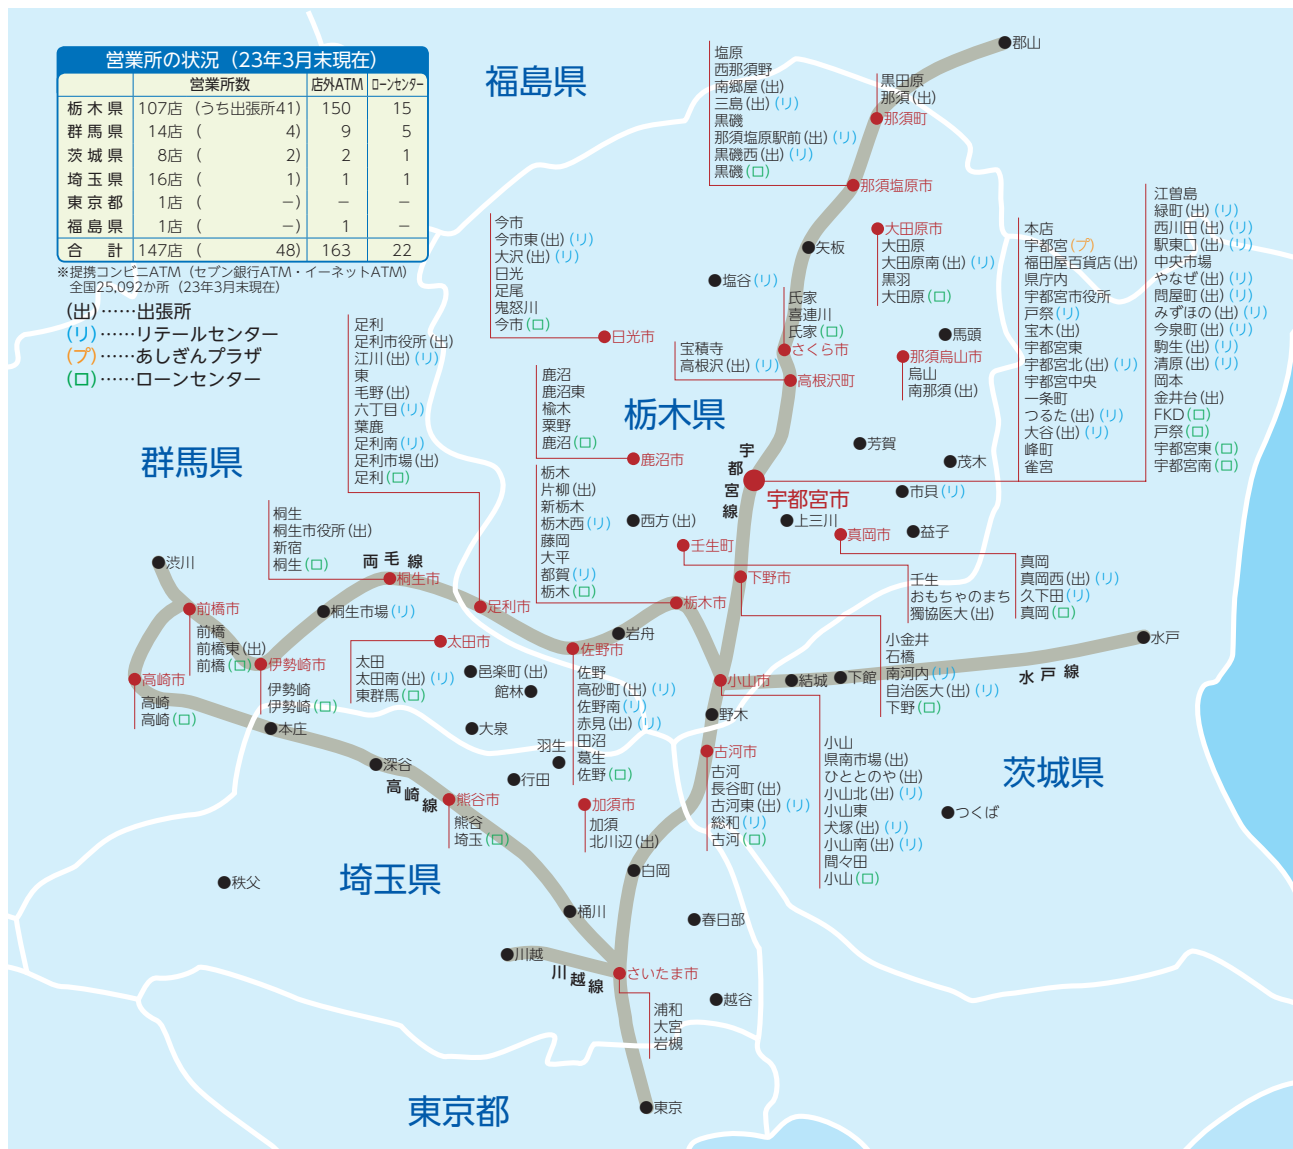 営業所の状況（23年3月末現在）
営業所数 店外ATM ローンセンター
栃木県 107店（うち出張所41） 150 15
群馬県 14店（ 4） 9 5
茨城県 8店（ 2） 2 1
埼玉県 16店（ 1） 1 1
東京都 1店（ －） － －
福島県 1店（ －） 1 －
合計 147店（ 48） 163 22
※提携コンビニATM（セブン銀行ATM・イーネットATM）
全国25,092か所（23年3月末現在）
(出)……出張所
(リ)……リテールセンター
(プ)……あしぎんプラザ
(ロ)……ローンセンター
福島県
郡山
塩原
西那須野
南郷屋(出)
三島(出)(リ)
黒磯
那須塩原駅前(出)(リ)
黒磯西(出)(リ)
黒磯(ロ)
那須塩原市
黒田原
那須(出)
那須町
今市
今市東(出)(リ)
大沢(出)(リ)
日光
足尾
鬼怒川
今市(ロ)
日光市
矢板
塩谷(リ)
大田原市
大田原
大田原南(出)(リ)
黒羽
大田原(ロ)
氏家
喜連川
氏家(ロ)
さくら市
宝積寺
高根沢(出)(リ)
高根沢町
馬頭
那須烏山市
烏山
南那須(出)
本店
宇都宮(プ)
福田屋百貨店(出)
県庁内
宇都宮市役所
戸祭(リ)
宝木(出)
宇都宮東
宇都宮北(出)(リ)
宇都宮中央
一条町
つるた(出)(リ)
大谷(出)(リ)
峰町
雀宮
江曽島
緑町(出)(リ)
西川田(出)(リ)
駅東口(出)(リ)
中央市場
やなぜ(出)(リ)
問屋町(出)(リ)
みずほの(出)(リ)
今泉町(出)(リ)
駒生(出)(リ)
清原(出)(リ)
岡本
金井台(出)
FKD(ロ)
戸祭(ロ)
宇都宮東(ロ)
宇都宮南(ロ)
足利
足利市役所(出)
江川(出)(リ)
東
毛野(出)
六丁目(リ)
葉鹿
足利南(リ)
足利市場(出)
足利(ロ)
足利市
鹿沼
鹿沼東
楡木
粟野
鹿沼(ロ)
鹿沼市
栃木県
群馬県
宇都宮線
芳賀
茂木
市貝(リ)
宇都宮市
栃木
片柳(出)
新栃木
栃木西(リ)
藤岡
大平
都賀(リ)
栃木(ロ)
栃木市
西方(出)
上三川
真岡市
益子
壬生町
下野市
桐生
桐生市役所(出)
新宿
桐生(ロ)
両毛線
桐生市
渋川
前橋市
前橋
前橋東(出)
前橋(ロ)
桐生市場(リ)
真岡
真岡西(出)(リ)
久下田(リ)
真岡(ロ)
壬生
おもちゃのまち
獨協医大(出)
岩舟
水戸
太田市
太田
太田南(出)(リ)
東群馬(ロ)
佐野市
佐野
高砂町(出)(リ)
佐野南(リ)
赤見(出)(リ)
田沼
葛生
佐野(ロ)
小金井
石橋
南河内(リ)
自治医大(出)(リ)
下野(ロ)
伊勢崎市
伊勢崎
伊勢崎(ロ)
高崎市
高崎
高崎(ロ)
邑楽町(出)
館林
小山市
結城
下館
水戸線
本庄
大泉
野木
羽生
行田
深谷
高崎線
古河市
古河
長谷町(出)
古河東(出)(リ)
総和(リ)
古河(ロ)
小山
県南市場(出)
ひととのや(出)
小山北(出)(リ)
小山東
犬塚(出)(リ)
小山南(出)(リ)
間々田
小山(ロ)
茨城県
つくば
熊谷市
熊谷
埼玉(ロ)
加須市
加須
北川辺(出)
埼玉県
秩父
白岡
桶川
春日部
川越
川越線
さいたま市
浦和
大宮
岩槻
越谷
東京都
東京